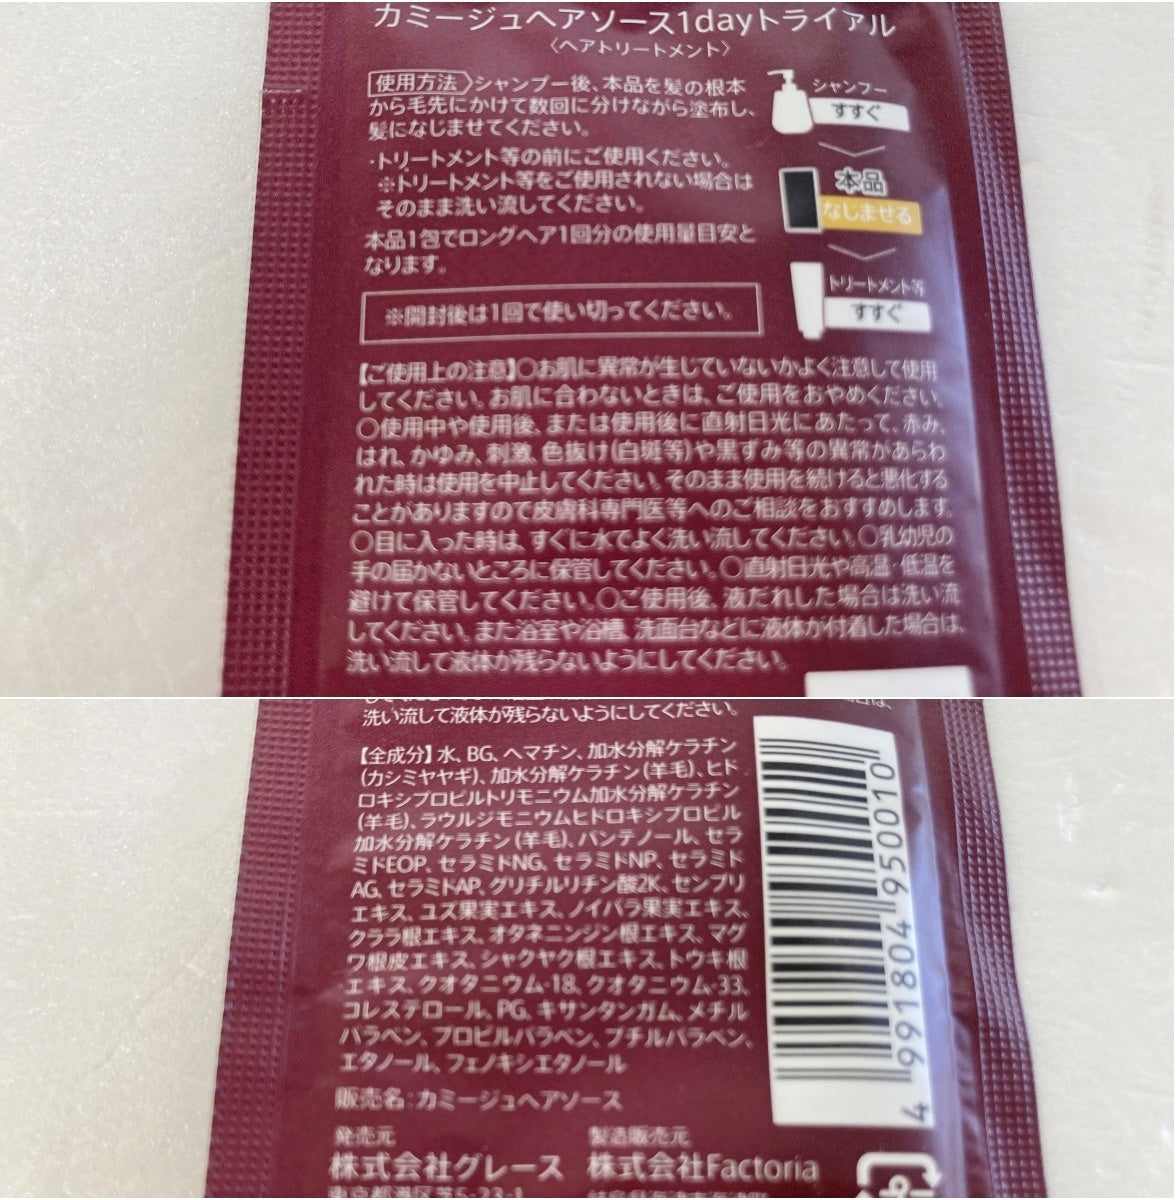 カミージュヘアソース1dayトライアル
〈ヘアトリートメント〉
使用方法 シャンプー後、本品を髪の根本
から毛先にかけて数回に分けながら塗布し、
髪になじませてください。
・トリートメント等の前にご使用ください。
※トリートメント等をご使用されない場合は
そのまま洗い流してください。
本品1包でロングヘア1回分の使用量目安と
なります。
シャンプー
すすぐ
本品
なじませる
トリートメント等
すすぐ
※開封後は1回で使い切ってください。
【ご使用上の注意】〇お肌に異常が生じていないかよく注意して使用
してください。お肌に合わないときは、ご使用をおやめください。
〇使用中や使用後、または使用後に直射日光にあたって、赤み、
はれ、かゆみ、刺激、色抜け(白斑等)や黒ずみ等の異常があらわ
れた時は使用を中止してください。そのまま使用を続けると悪化する
ことがありますので皮膚科専門医等へのご相談をおすすめします。
〇目に入った時は、すぐに水でよく洗い流してください。〇乳幼児の
手の届かないところに保管してください。〇直射日光や高温・低温を
避けて保管してください。〇ご使用後、液だれした場合は洗い流
してください。また浴室や浴槽、洗面台などに液体が付着した場合は、
洗い流して液体が残らないようにしてください。
洗い流して液体が残らないようにしてください。
【全成分】水、BG、ヘマチン、加水分解ケラチン
(カシミヤヤギ)、加水分解ケラチン(羊毛)、ヒド
ロキシプロピルトリモニウム加水分解ケラチン
(羊毛)、ラウルジモニウムヒドロキシプロピル
加水分解ケラチン(羊毛)、パンテノール、セラ
ミドEOP、セラミドNG、セラミドNP、セラミド
AG、セラミドAP、グリチルリチン酸2K、センブリ
エキス、ユズ果実エキス、ノイバラ果実エキス、
クララ根エキス、オタネニンジン根エキス、マグ
ワ根皮エキス、シャクヤク根エキス、トウキ根
エキス、クオタニウム-18、クオタニウム-33、
コレステロール、PG、キサンタンガム、メチル
パラベン、プロピルパラベン、ブチルパラベン、
エタノール、フェノキシエタノール
販売名：カミージュヘアソース
発売元
株式会社グレース
製造販売元
株式会社Factoria
4 991804 950010